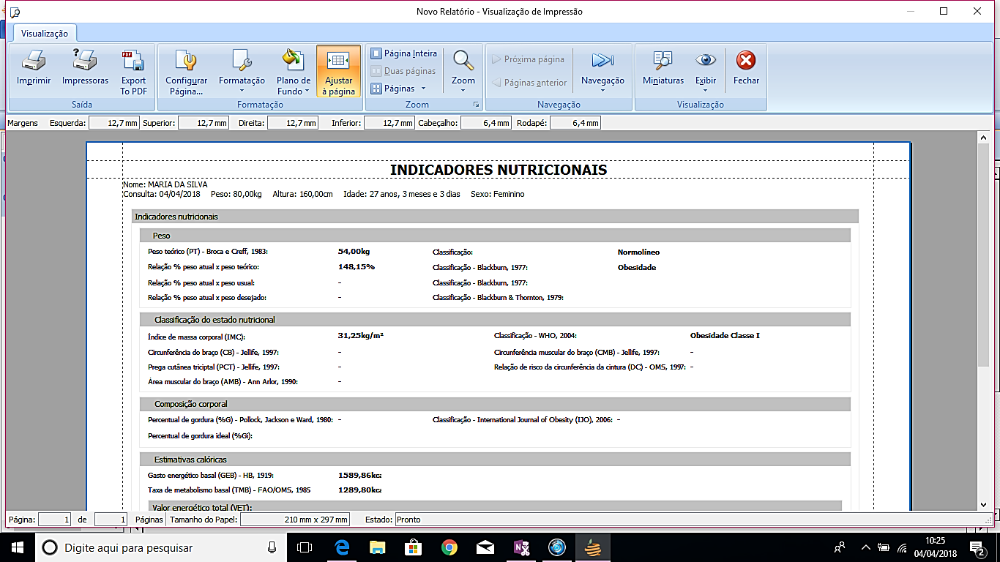 Novo Relatório - Visualização de Impressão
Visualização
Imprimir
Impressoras
PDF
Export To PDF
Saída
Configurar Página...
Formatação
Plano de Fundo
Ajustar à página
Formatação
Página Inteira
Duas páginas
Páginas
Zoom
Zoom
Próxima página
Páginas anterior
Navegação
Navegação
Miniaturas
Exibir
Fechar
Visualização
Margens Esquerda: 12,7 mm Superior: 12,7 mm Direita: 12,7 mm Inferior: 12,7 mm Cabeçalho: 6,4 mm Rodapé: 6,4 mm
INDICADORES NUTRICIONAIS
Nome: MARIA DA SILVA
Consulta: 04/04/2018 Peso: 80,00kg Altura: 160,00cm Idade: 27 anos, 3 meses e 3 dias Sexo: Feminino
Indicadores nutricionais
Peso
Peso teórico (PT) - Broca e Creff, 1983: 54,00kg Classificação: Normolíneo
Relação % peso atual x peso teórico: 148,15% Classificação - Blackburn, 1977: Obesidade
Relação % peso atual x peso usual: - Classificação - Blackburn, 1977:
Relação % peso atual x peso desejado: - Classificação - Blackburn & Thornton, 1979:
Classificação do estado nutricional
Índice de massa corporal (IMC): 31,25kg/m² Classificação - WHO, 2004: Obesidade Classe I
Circunferência do braço (CB) - Jellife, 1997: - Circunferência muscular do braço (CMB) - Jellife, 1997: -
Prega cutânea triciptal (PCT) - Jellife, 1997: - Relação de risco da circunferência da cintura (DC) - OMS, 1997: -
Área muscular do braço (AMB) - Ann Arlor, 1990: -
Composição corporal
Percentual de gordura (%G) - Pollock, Jackson e Ward, 1980: - Classificação - International Journal of Obesity (IJO), 2006: -
Percentual de gordura ideal (%Gi):
Estimativas calóricas
Gasto energético basal (GEB) - HB, 1919: 1589,86kca
Taxa de metabolismo basal (TMB) - FAO/OMS, 1985 1289,80kca
Valor energético total (VET):
Página: 1 de 1 Páginas Tamanho do Papel: 210 mm x 297 mm Estado: Pronto
Digite aqui para pesquisar
10:25
04/04/2018
2